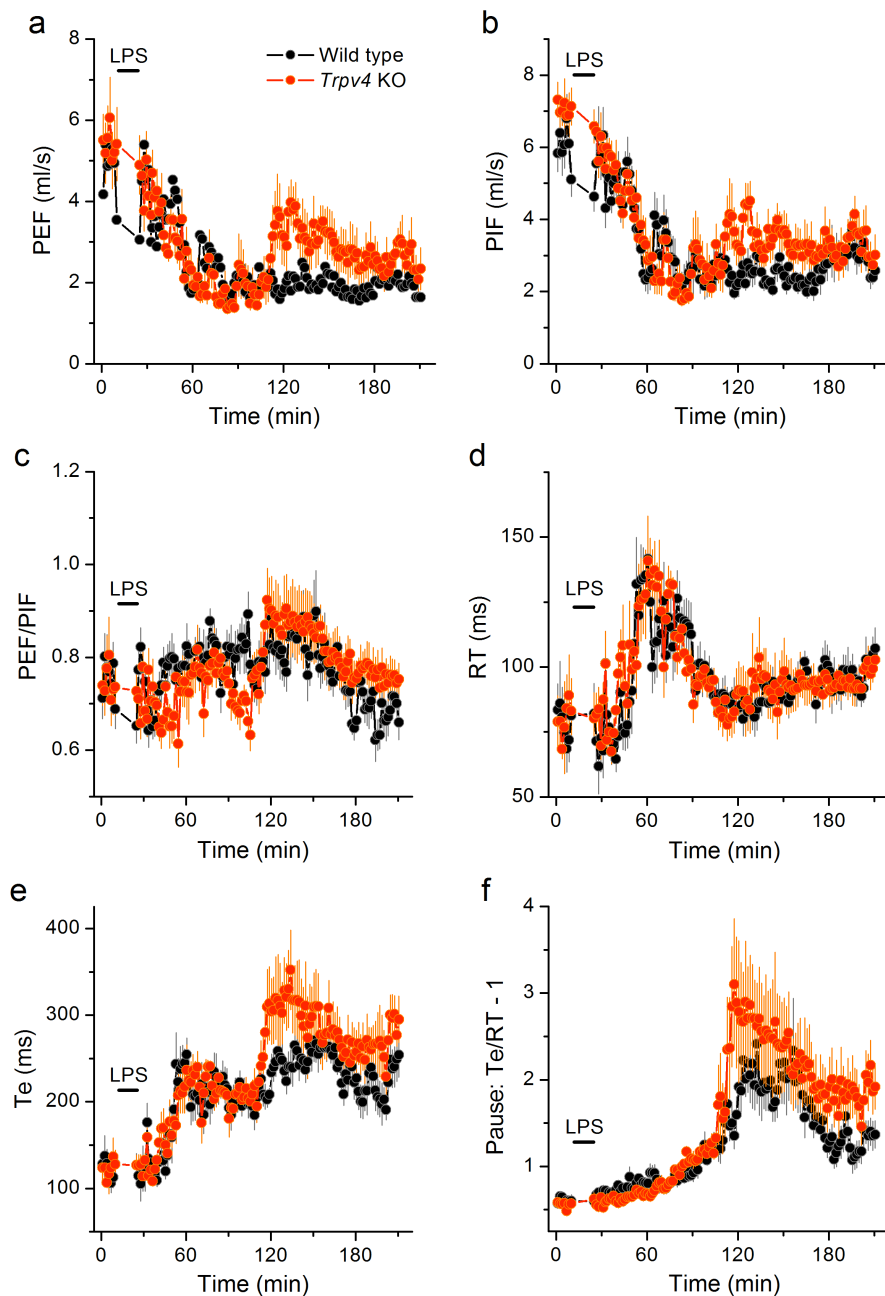 a
b
8
6
4
2
0
PEF (ml/s)
LPS
Wild type
Trpv4 KO
0 60 120 180
Time (min)
8
7
6
5
4
3
2
1
0
PIF (ml/s)
LPS
0 60 120 180
Time (min)
c
d
1.2
1.0
0.8
0.6
PEF/PIF
LPS
0 60 120 180
Time (min)
150
100
50
RT (ms)
LPS
0 60 120 180
Time (min)
e
f
400
300
200
100
Te (ms)
LPS
0 60 120 180
Time (min)
4
3
2
1
Pause: Te/RT - 1
LPS
0 60 120 180
Time (min)